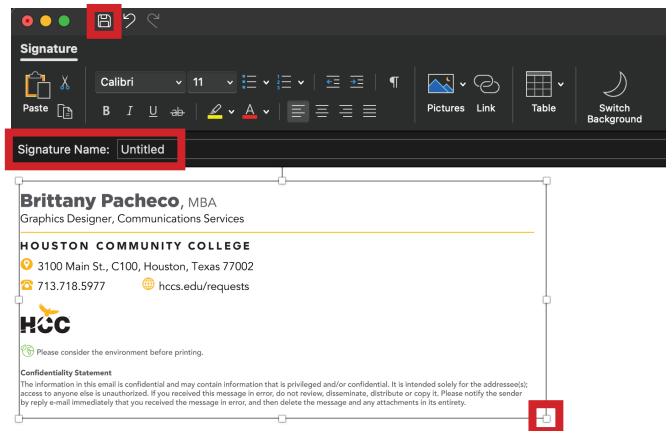 Signature
Calibri 11
Paste B I U ab A Pictures Link Table Switch Background
Signature Name: Untitled
Brittany Pacheco, MBA
Graphics Designer, Communications Services
HOUSTON COMMUNITY COLLEGE
3100 Main St., C100, Houston, Texas 77002
713.718.5977 hccs.edu/requests
HCC
Please consider the environment before printing.
Confidentiality Statement
The information in this email is confidential and may contain information that is privileged and/or confidential. It is intended solely for the addressee(s);
access to anyone else is unauthorized. If you received this message in error, do not review, disseminate, distribute or copy it. Please notify the sender
by reply e-mail immediately that you received the message in error, and then delete the message and any attachments in its entirety.